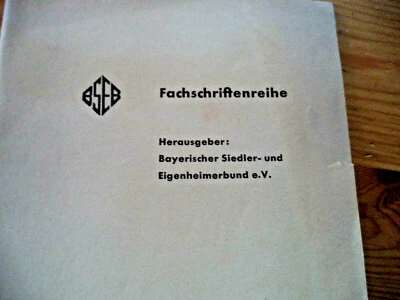 BSEB
Fachschriftenreihe
Herausgeber:
Bayerischer Siedler- und
Eigenheimerbund e.V.